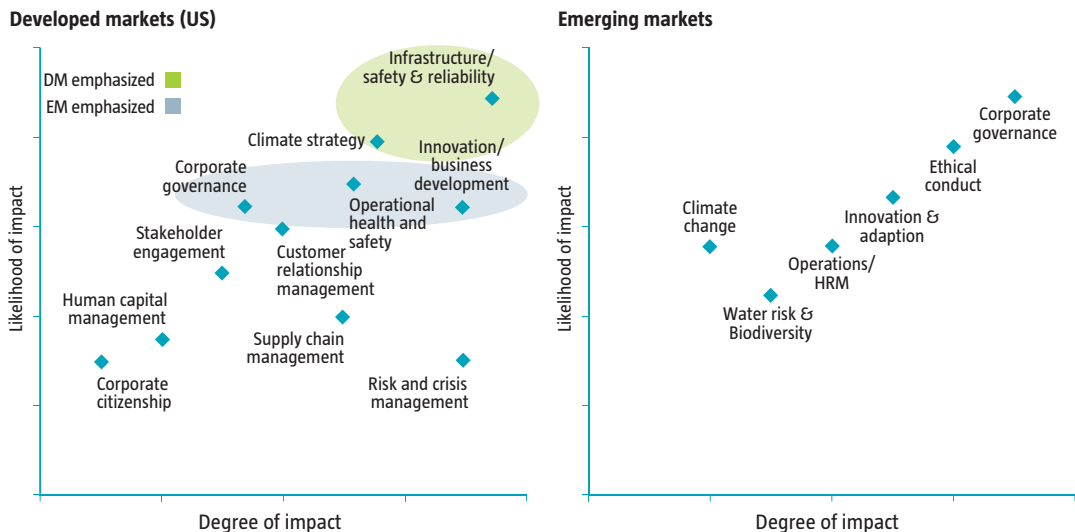 Developed markets (US)
DM emphasized
EM emphasized
Infrastructure/
safety & reliability
Climate strategy
Innovation/
business
development
Corporate
governance
Operational
health and
safety
Stakeholder
engagement
Customer
relationship
management
Human capital
management
Supply chain
management
Corporate
citizenship
Risk and crisis
management
Likelihood of impact
Degree of impact
Emerging markets
Corporate
governance
Ethical
conduct
Climate
change
Innovation &
adaption
Operations/
HRM
Water risk &
Biodiversity
Likelihood of impact
Degree of impact